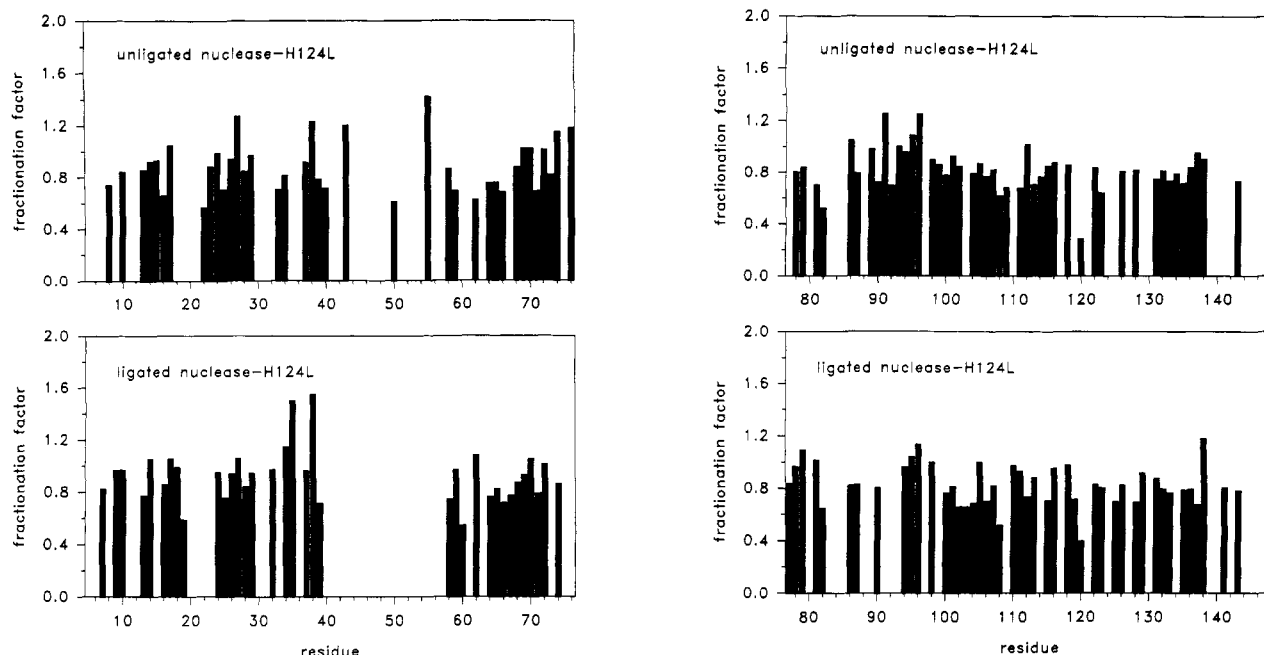 2.0
1.6
1.2
0.8
0.4
0.0
fractionation factor
unligated nuclease-H124L
10 20 30 40 50 60 70
2.0
1.6
1.2
0.8
0.4
0.0
fractionation factor
ligated nuclease-H124L
10 20 30 40 50 60 70
residue
2.0
1.6
1.2
0.8
0.4
0.0
fractionation factor
unligated nuclease-H124L
80 90 100 110 120 130 140
2.0
1.6
1.2
0.8
0.4
0.0
fractionation factor
ligated nuclease-H124L
80 90 100 110 120 130 140
residue